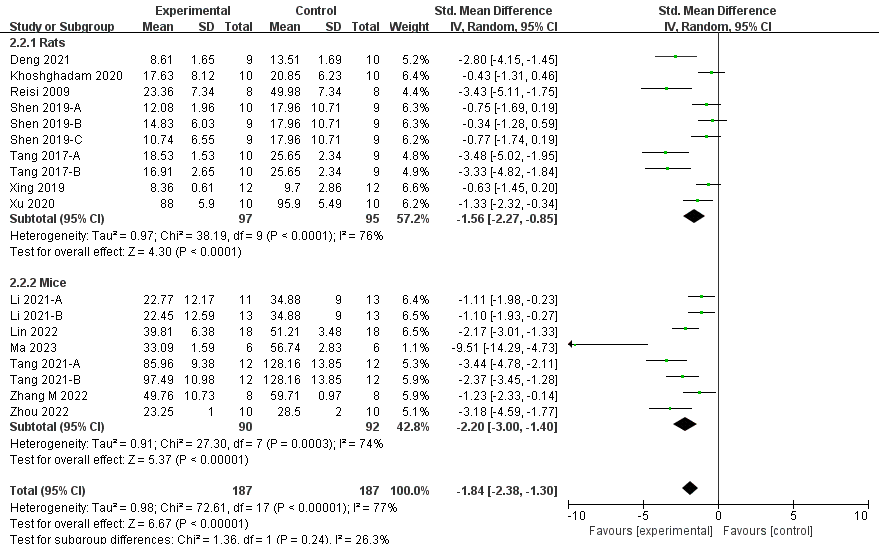 Experimental Control Std. Mean Difference Std. Mean Difference
Study or Subgroup Mean SD Total Mean SD Total Weight IV, Random, 95% CI IV, Random, 95% CI
2.2.1 Rats
Deng 2021 8.61 1.65 9 13.51 1.69 10 5.2% -2.80 [-4.15, -1.45]
Khoshghadam 2020 17.63 8.12 10 20.85 6.23 10 6.4% -0.43 [-1.31, 0.46]
Reisi 2009 23.36 7.34 8 49.98 7.34 8 4.4% -3.43 [-5.11, -1.75]
Shen 2019-A 12.08 1.96 10 17.96 10.71 9 6.3% -0.75 [-1.69, 0.19]
Shen 2019-B 14.83 6.03 9 17.96 10.71 9 6.3% -0.34 [-1.28, 0.59]
Shen 2019-C 10.74 6.55 9 17.96 10.71 9 6.2% -0.77 [-1.74, 0.19]
Tang 2017-A 18.53 1.53 10 25.65 2.34 9 4.8% -3.48 [-5.02, -1.95]
Tang 2017-B 16.91 2.65 10 25.65 2.34 9 4.9% -3.33 [-4.82, -1.84]
Xing 2019 8.36 0.61 12 9.7 2.86 12 6.5% -0.63 [-1.45, 0.20]
Xu 2020 88 5.9 10 95.9 5.49 10 6.2% -1.33 [-2.32, -0.34]
Subtotal (95% CI) 97 95 57.2% -1.56 [-2.27, -0.85]
Heterogeneity: Tau² = 0.97; Chi² = 38.19, df = 9 (P < 0.0001); I² = 76%
Test for overall effect: Z = 4.30 (P < 0.0001)
2.2.2 Mice
Li 2021-A 22.77 12.17 11 34.88 9 13 6.4% -1.11 [-1.98, -0.23]
Li 2021-B 22.45 12.59 13 34.88 9 13 6.5% -1.10 [-1.93, -0.27]
Lin 2022 39.81 6.38 18 51.21 3.48 18 6.5% -2.17 [-3.01, -1.33]
Ma 2023 33.09 1.59 6 56.74 2.83 6 1.1% -9.51 [-14.29, -4.73]
Tang 2021-A 85.96 9.38 12 128.16 13.85 12 5.3% -3.44 [-4.78, -2.11]
Tang 2021-B 97.49 10.98 12 128.16 13.85 12 5.9% -2.37 [-3.45, -1.28]
Zhang M 2022 49.76 10.73 8 59.71 0.97 8 5.9% -1.23 [-2.33, -0.14]
Zhou 2022 23.25 1 10 28.5 2 10 5.1% -3.18 [-4.59, -1.77]
Subtotal (95% CI) 90 92 42.8% -2.20 [-3.00, -1.40]
Heterogeneity: Tau² = 0.91; Chi² = 27.30, df = 7 (P = 0.0003); I² = 74%
Test for overall effect: Z = 5.37 (P < 0.00001)
Total (95% CI) 187 187 100.0% -1.84 [-2.38, -1.30]
Heterogeneity: Tau² = 0.98; Chi² = 72.61, df = 17 (P < 0.00001); I² = 77%
-10 -5 0 5 10
Test for overall effect: Z = 6.67 (P < 0.00001)
Favours [experimental] Favours [control]
Test for subgroup differences: Chi² = 1.36, df = 1 (P = 0.24), I² = 26.3%